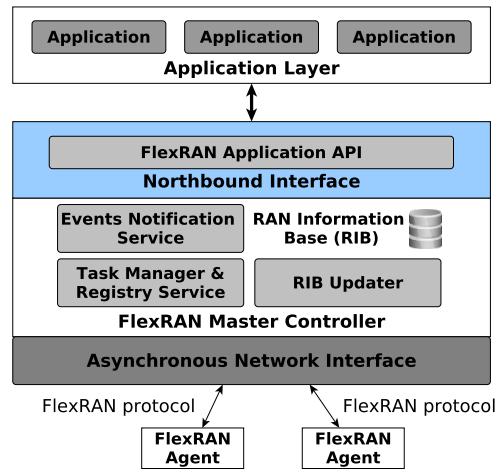 Application Application Application
Application Layer
FlexRAN Application API
Northbound Interface
Events Notification
Service
RAN Information
Base (RIB)
Task Manager &
Registry Service
RIB Updater
FlexRAN Master Controller
Asynchronous Network Interface
FlexRAN protocol
FlexRAN protocol
FlexRAN
Agent
FlexRAN
Agent